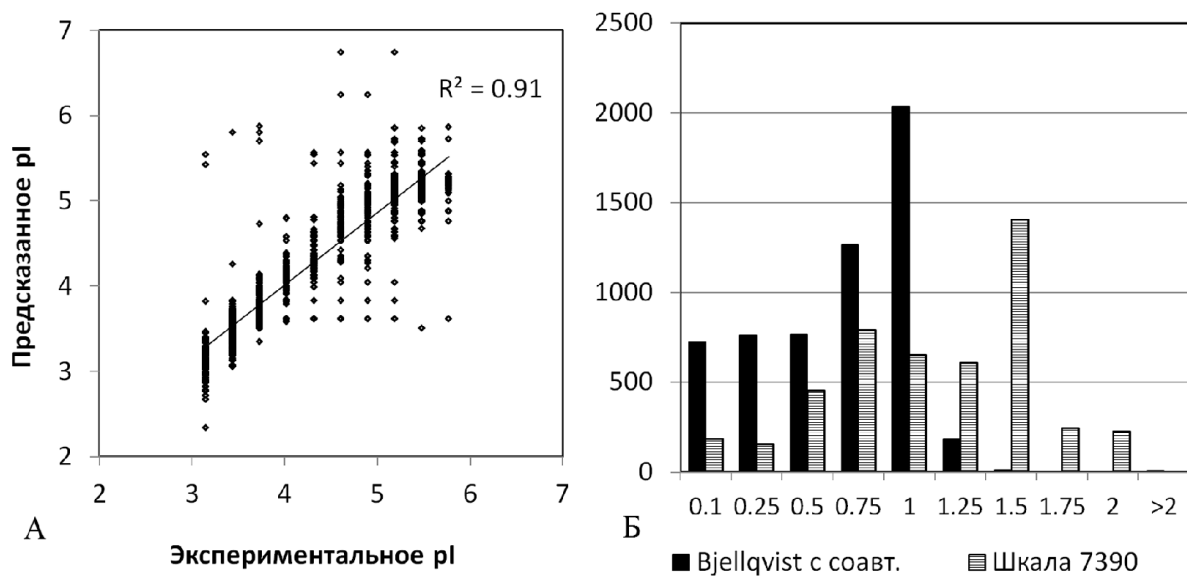 7
6
5
4
3
2
2 3 4 5 6 7
R² = 0.91
Предсказанное pI
Экспериментальное pI
А
2500
2000
1500
1000
500
0
0.1 0.25 0.5 0.75 1 1.25 1.5 1.75 2 >2
Б
Bjellqvist с соавт. Шкала 7390